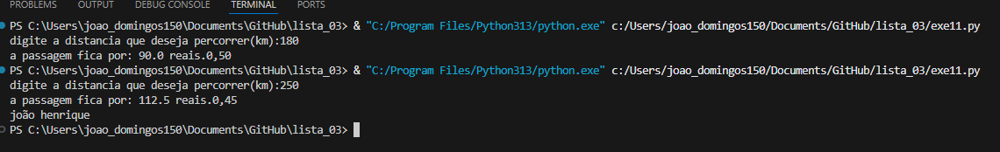 PROBLEMS OUTPUT DEBUG CONSOLE TERMINAL PORTS
PS C:\Users\joao_domingos150\Documents\GitHub\lista_03> & "C:/Program Files/Python313/python.exe" c:/Users/joao_domingos150/Documents/GitHub/lista_03/exe11.py
digite a distancia que deseja percorrer(km):180
a passagem fica por: 90.0 reais.0,50
PS C:\Users\joao_domingos150\Documents\GitHub\lista_03> & "C:/Program Files/Python313/python.exe" c:/Users/joao_domingos150/Documents/GitHub/lista_03/exe11.py
digite a distancia que deseja percorrer(km):250
a passagem fica por: 112.5 reais.0,45
joão henrique
PS C:\Users\joao_domingos150\Documents\GitHub\lista_03>